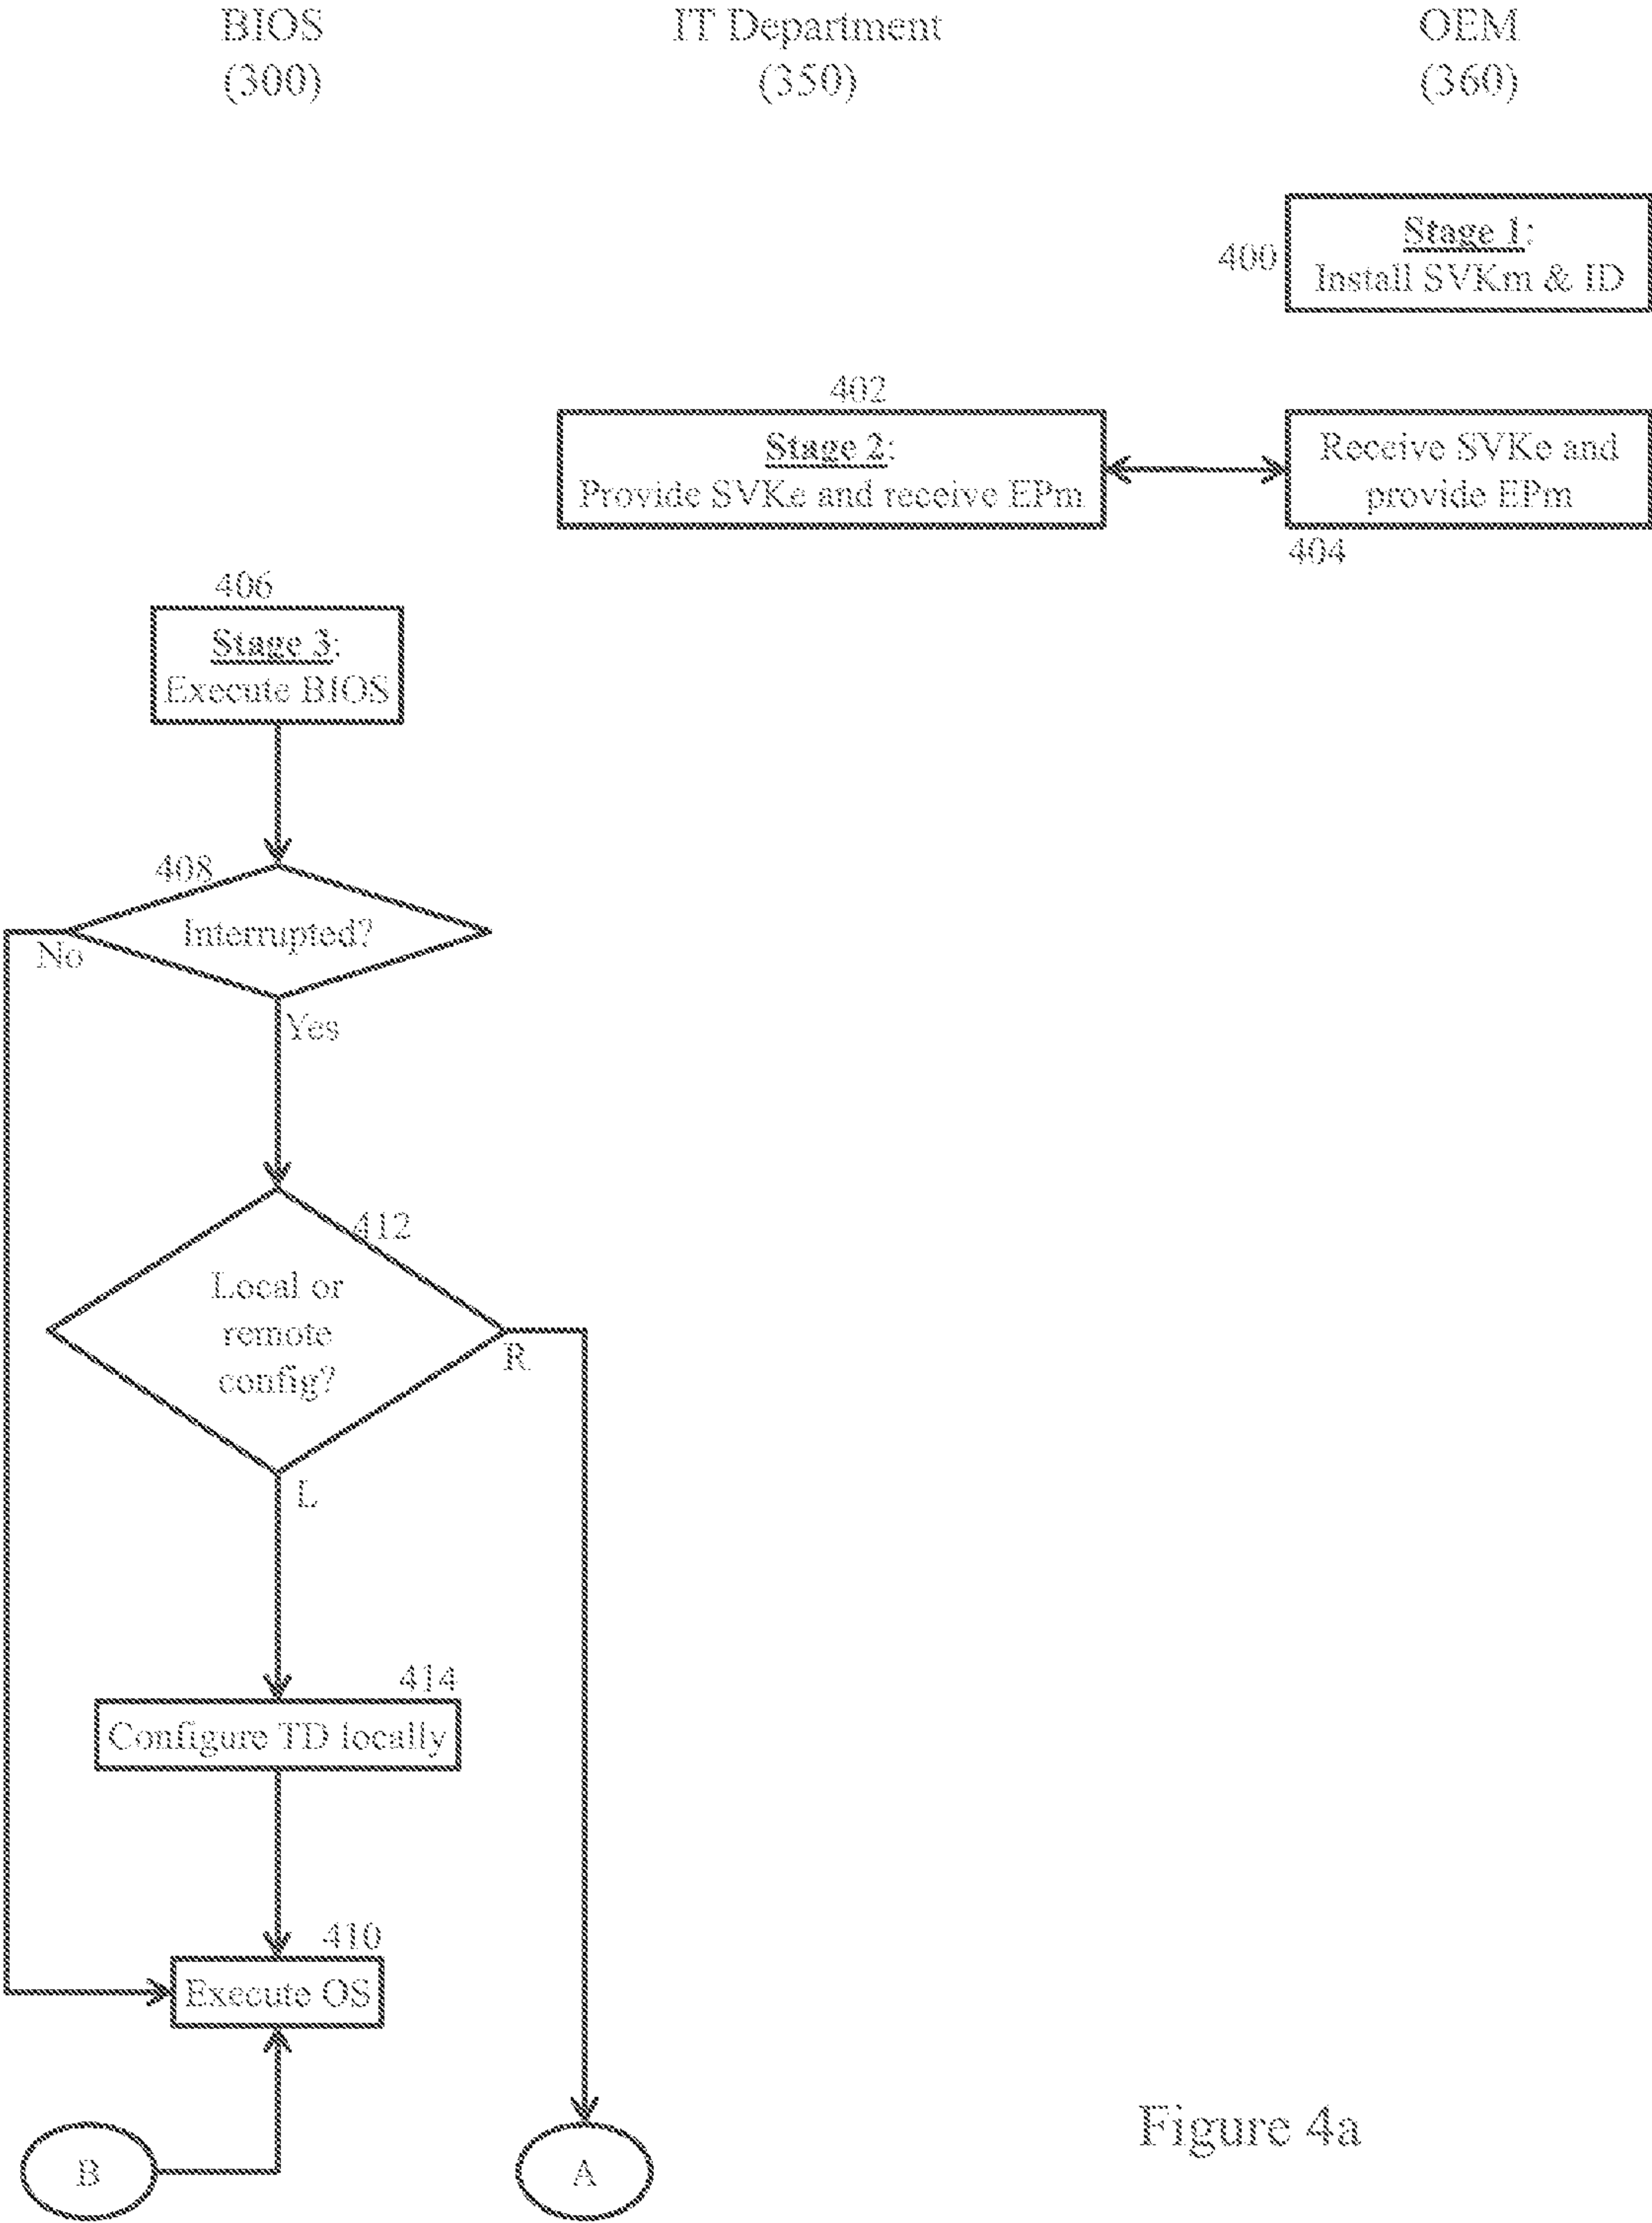 BIOS
(300)
IT Department
(350)
OEM
(360)
400
Stage 1:
Install SVKm & ID
402
Stage 2:
Provide SVKe and receive EPm
Receive SVKe and
provide EPm
404
406
Stage 3:
Execute BIOS
408
Interrupted?
No
Yes
412
Local or
remote
config?
R
L
414
Configure TD locally
410
Execute OS
B
A
Figure 4a